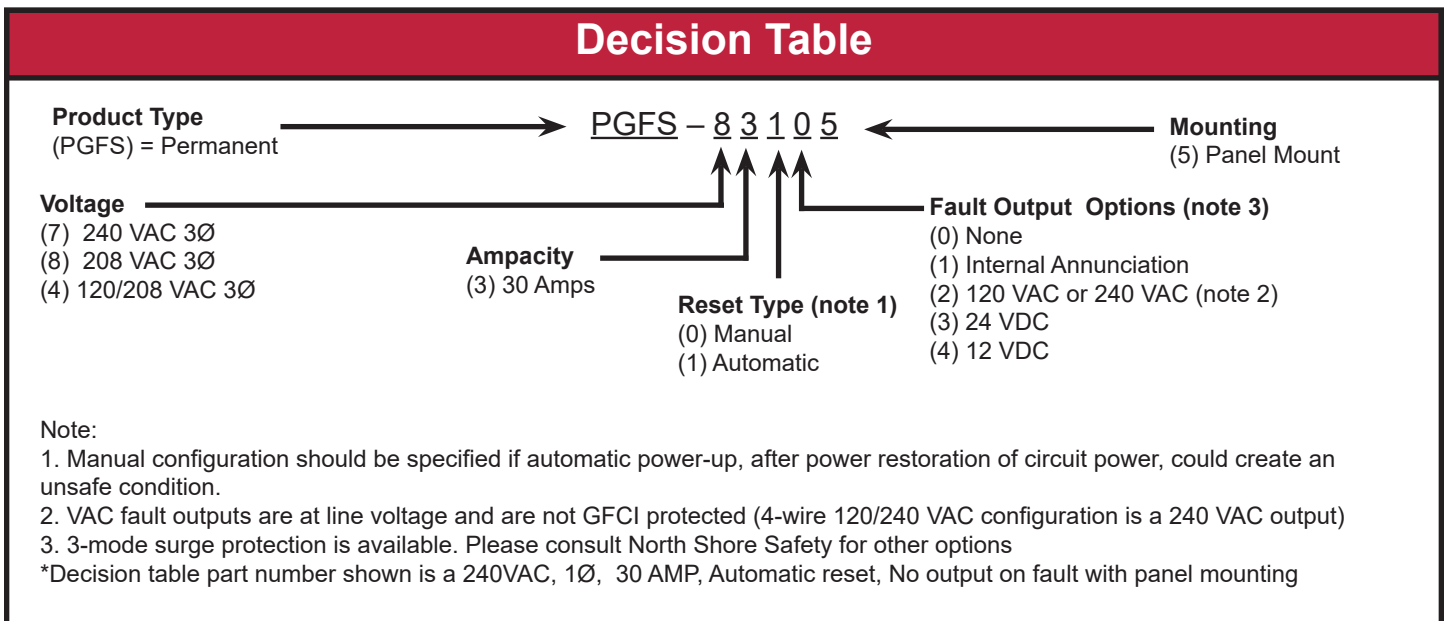 Decision Table
Product Type
(PGFS) = Permanent
PGFS – 8 3 1 0 5
Mounting
(5) Panel Mount
Voltage
(7) 240 VAC 3Ø
(8) 208 VAC 3Ø
(4) 120/208 VAC 3Ø
Ampacity
(3) 30 Amps
Reset Type (note 1)
(0) Manual
(1) Automatic
Fault Output Options (note 3)
(0) None
(1) Internal Annunciation
(2) 120 VAC or 240 VAC (note 2)
(3) 24 VDC
(4) 12 VDC
Note:
1. Manual configuration should be specified if automatic power-up, after power restoration of circuit power, could create an
unsafe condition.
2. VAC fault outputs are at line voltage and are not GFCI protected (4-wire 120/240 VAC configuration is a 240 VAC output)
3. 3-mode surge protection is available. Please consult North Shore Safety for other options
*Decision table part number shown is a 240VAC, 1Ø, 30 AMP, Automatic reset, No output on fault with panel mounting